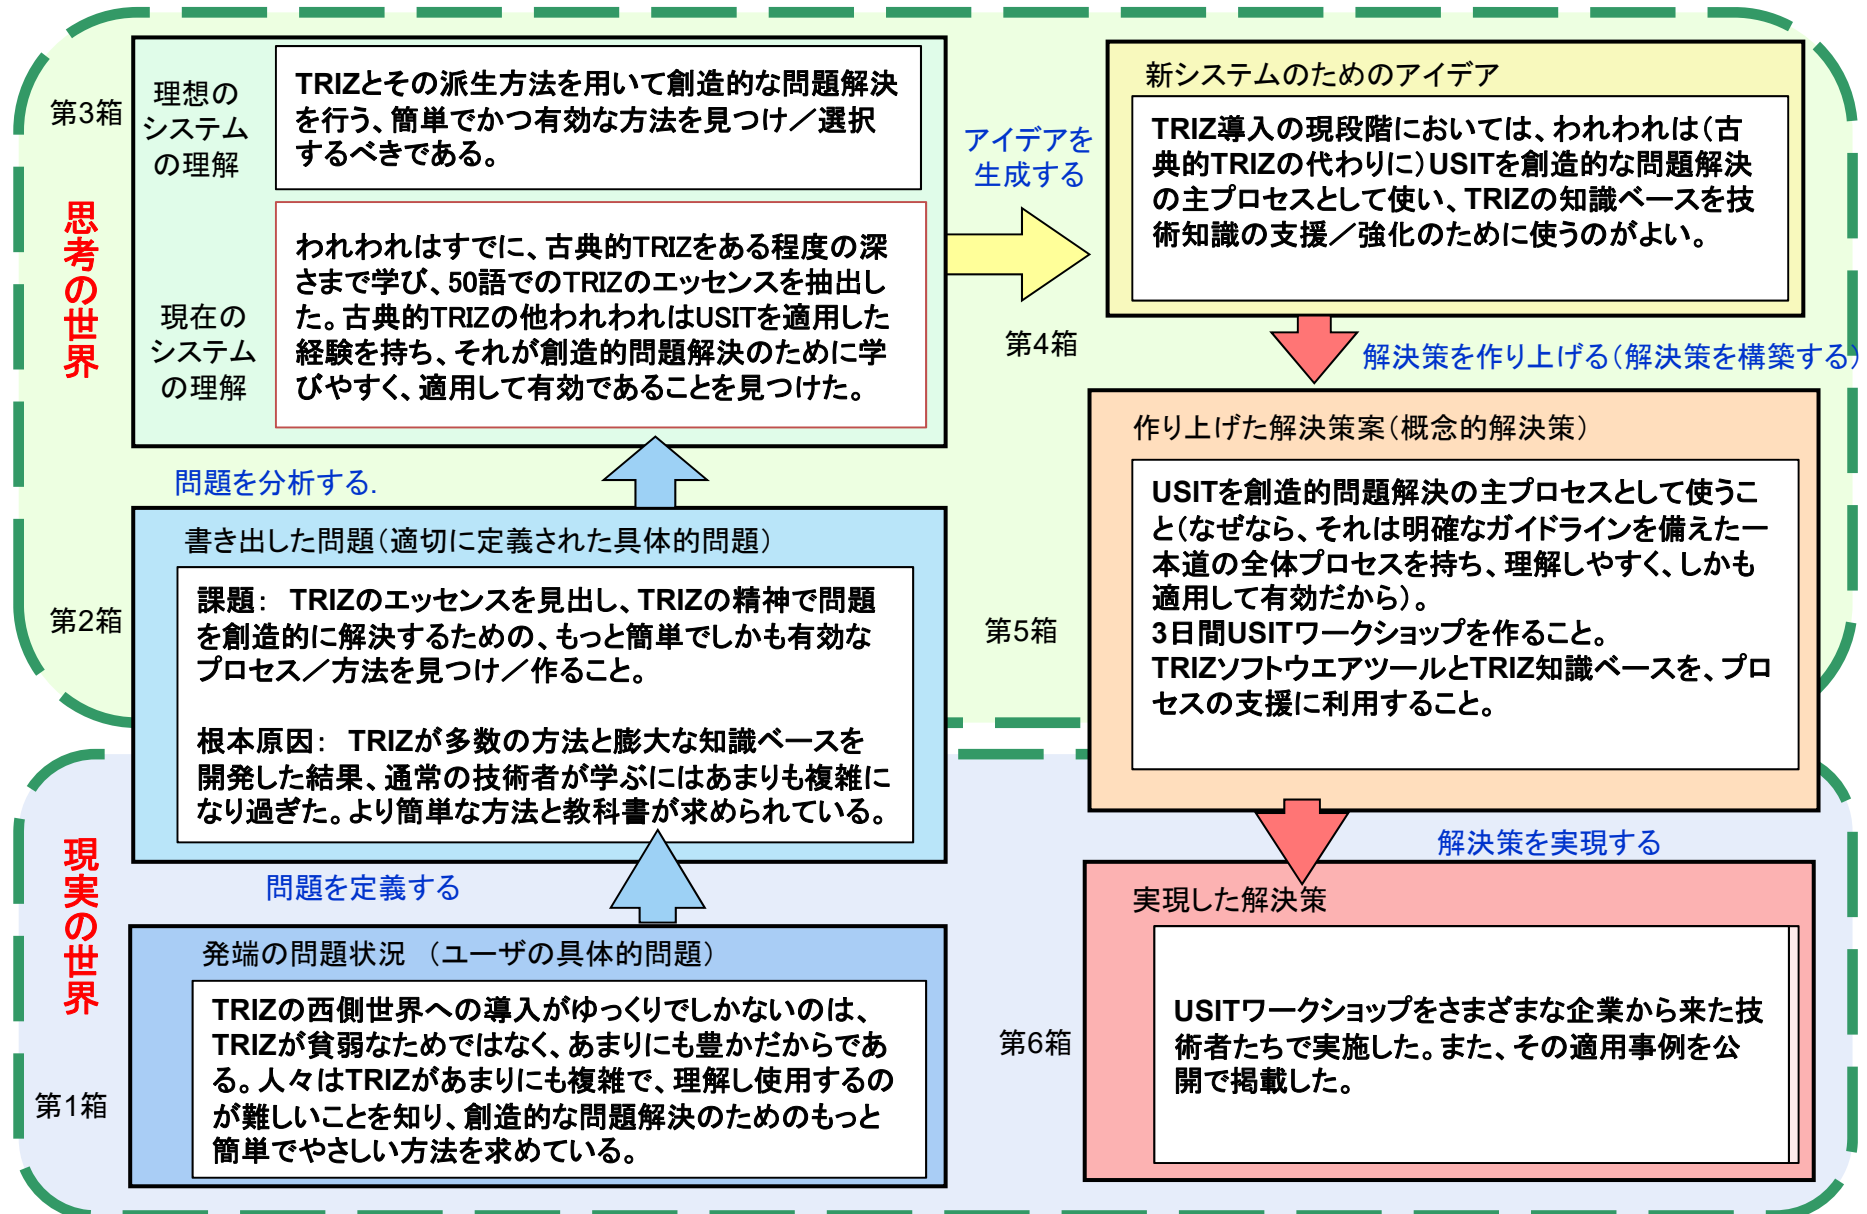 第3箱
理想の
システム
の理解
TRIZとその派生方法を用いて創造的な問題解決
を行う、簡単でかつ有効な方法を見つけ／選択
するべきである。
思考の世界
現在の
システム
の理解
われわれはすでに、古典的TRIZをある程度の深
さまで学び、50語でのTRIZのエッセンスを抽出し
た。古典的TRIZの他われわれはUSITを適用した
経験を持ち、それが創造的問題解決のために学
びやすく、適用して有効であることを見つけた。
アイデアを
生成する
第4箱
新システムのためのアイデア
TRIZ導入の現段階においては、われわれは（古
典的TRIZの代わりに）USITを創造的な問題解決
の主プロセスとして使い、TRIZの知識ベースを技
術知識の支援／強化のために使うのがよい。
解決策を作り上げる（解決策を構築する）
問題を分析する.
第2箱
書き出した問題（適切に定義された具体的問題）
課題： TRIZのエッセンスを見出し、TRIZの精神で問題
を創造的に解決するための、もっと簡単でしかも有効な
プロセス／方法を見つけ／作ること。
根本原因： TRIZが多数の方法と膨大な知識ベースを
開発した結果、通常の技術者が学ぶにはあまりも複雑に
なり過ぎた。より簡単な方法と教科書が求められている。
第5箱
作り上げた解決策案（概念的解決策）
USITを創造的問題解決の主プロセスとして使うこ
と（なぜなら、それは明確なガイドラインを備えた一
本道の全体プロセスを持ち、理解しやすく、しかも
適用して有効だから）。
3日間USITワークショップを作ること。
TRIZソフトウエアツールとTRIZ知識ベースを、プロ
セスの支援に利用すること。
現実の世界
問題を定義する
解決策を実現する
第1箱
発端の問題状況 （ユーザの具体的問題）
TRIZの西側世界への導入がゆっくりでしかないのは、
TRIZが貧弱なためではなく、あまりにも豊かだからであ
る。人々はTRIZがあまりにも複雑で、理解し使用するの
が難しいことを知り、創造的な問題解決のためのもっと
簡単でやさしい方法を求めている。
第6箱
実現した解決策
USITワークショップをさまざまな企業から来た技
術者たちで実施した。また、その適用事例を公
開で掲載した。